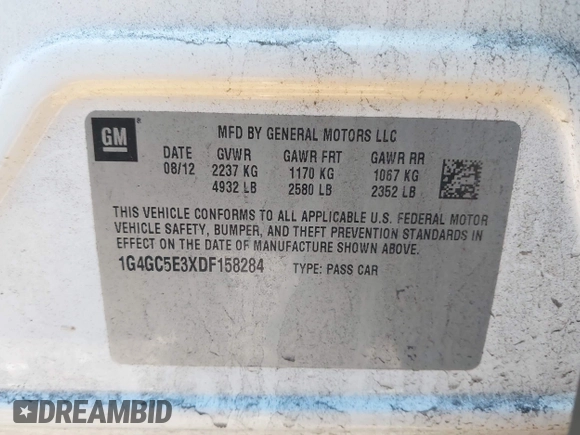 GM
MFD BY GENERAL MOTORS LLC
DATE GVWR GAWR FRT GAWR RR
08/12 2237 KG 1170 KG 1067 KG
4932 LB 2580 LB 2352 LB
THIS VEHICLE CONFORMS TO ALL APPLICABLE U.S. FEDERAL MOTOR
VEHICLE SAFETY, BUMPER, AND THEFT PREVENTION STANDARDS IN
EFFECT ON THE DATE OF MANUFACTURE SHOWN ABOVE.
1G4GC5E3XDF158284 TYPE: PASS CAR
DREAMBID